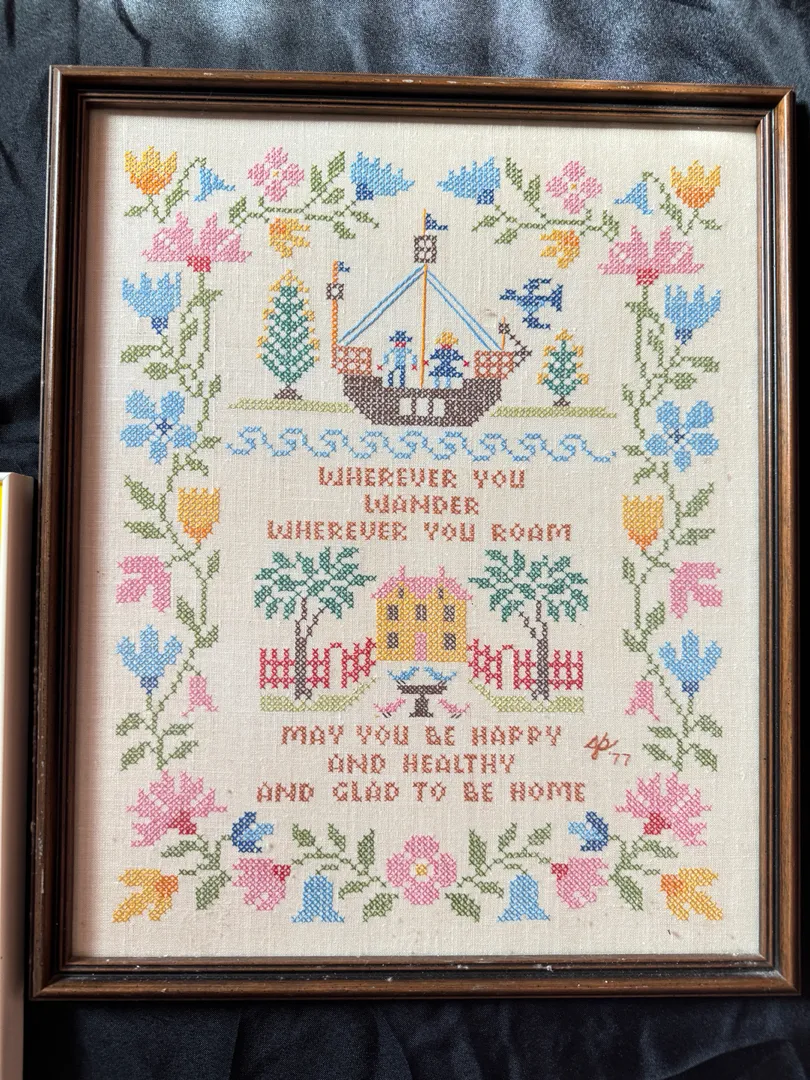 WHEREVER YOU
WANDER
WHEREVER YOU ROAM
MAY YOU BE HAPPY
AND HEALTHY
AND GLAD TO BE HOME
'77